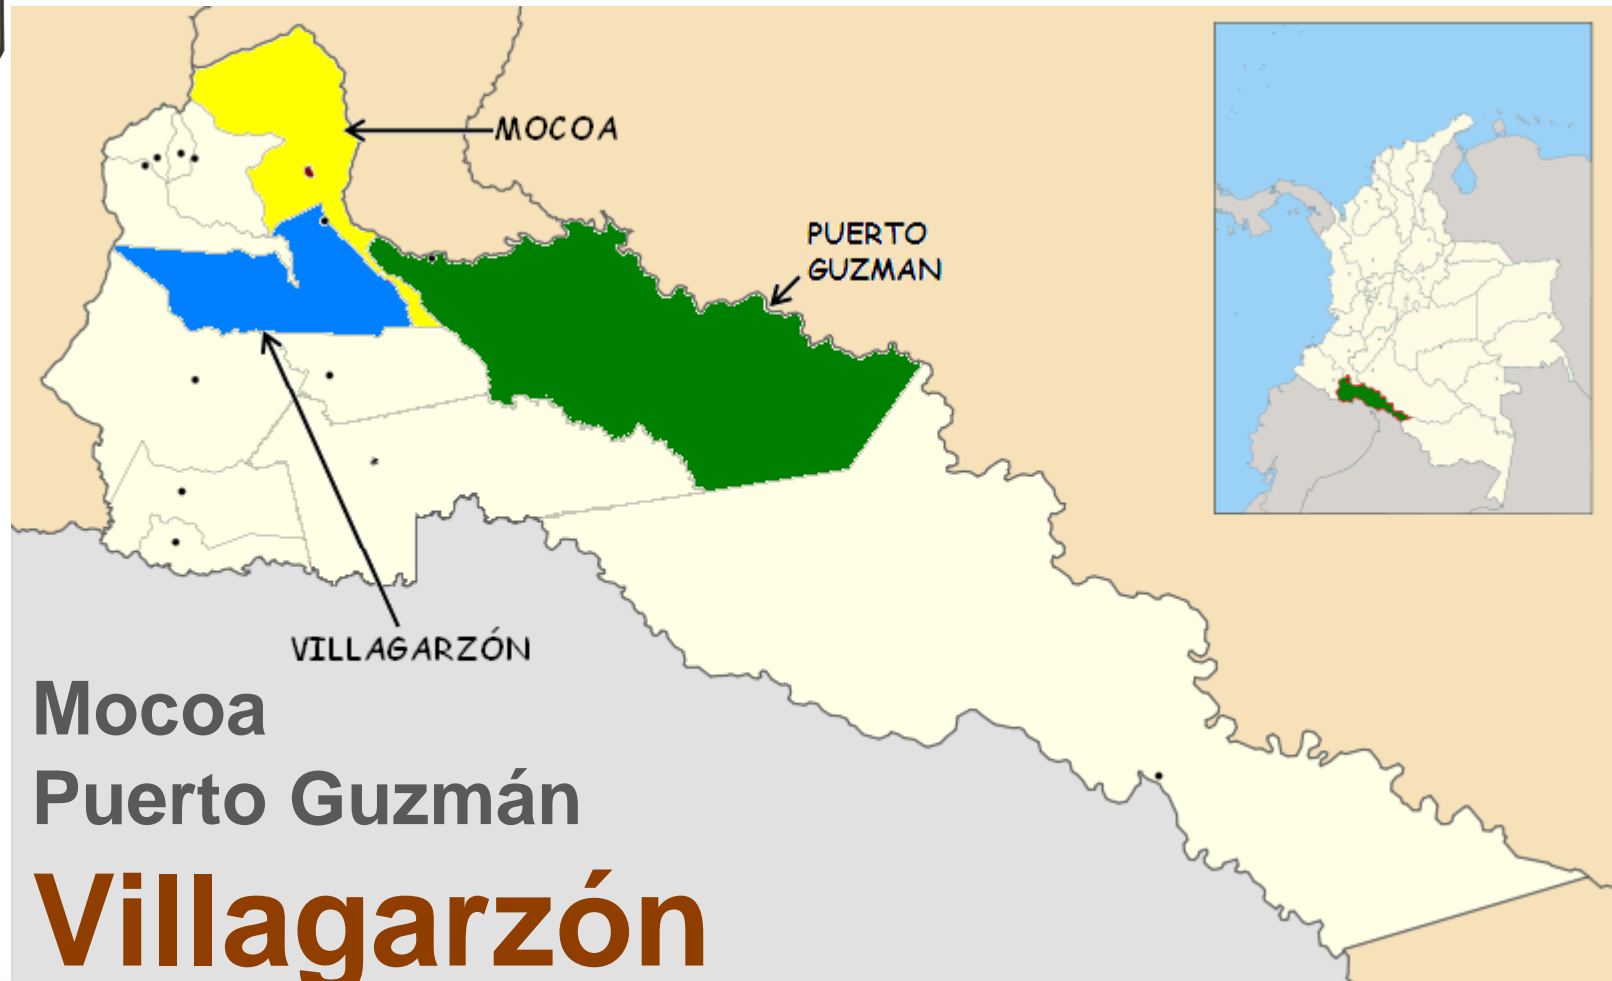 MOCOA
PUERTO
GUZMAN
VILLAGARZÓN
Mocoa
Puerto Guzmán
Villagarzón